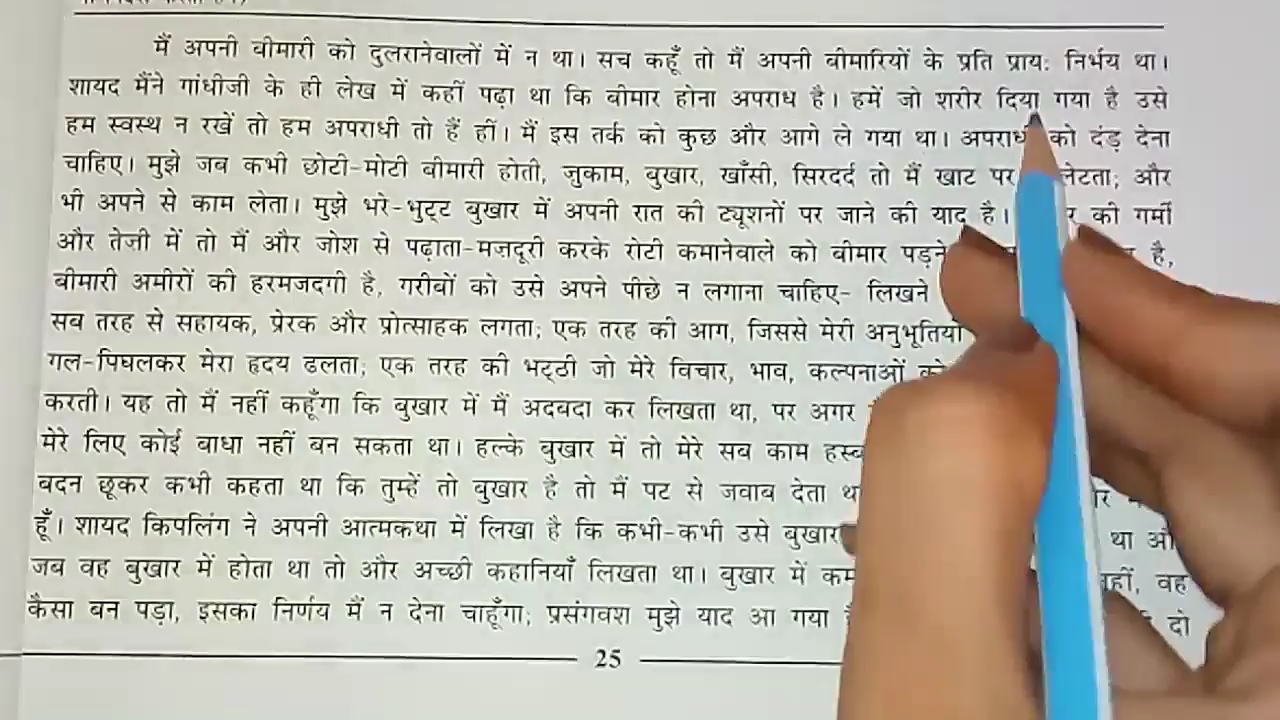 मैं अपनी बीमारी को दुलरानेवालों में न था। सच कहूँ तो मैं अपनी बीमारियों के प्रति प्रायः निर्भय था।
शायद मैंने गांधीजी के ही लेख में कहीं पढ़ा था कि बीमार होना अपराध है। हमें जो शरीर दिया गया है उसे
हम स्वस्थ न रखें तो हम अपराधी तो हैं हीं। मैं इस तर्क को कुछ और आगे ले गया था। अपराध को दंड़ देना
चाहिए। मुझे जब कभी छोटी-मोटी बीमारी होती, जुकाम, बुखार, खाँसी, सिरदर्द तो मैं खाट पर लेटता; और
भी अपने से काम लेता। मुझे भरे-भुट्ट बुखार में अपनी रात की ट्यूशनों पर जाने की याद है। की गर्मी
और तेज़ी में तो मैं और जोश से पढ़ाता-मज़दूरी करके रोटी कमानेवाले को बीमार पड़ने है,
बीमारी अमीरों की हरमजदगी है, गरीबों को उसे अपने पीछे न लगाना चाहिए- लिखने
सब तरह से सहायक, प्रेरक और प्रोत्साहक लगता; एक तरह की आग, जिससे मेरी अनुभूतियाँ
गल-पिघलकर मेरा हृदय ढलता; एक तरह की भट्ठी जो मेरे विचार, भाव, कल्पनाओं को
करती। यह तो मैं नहीं कहूँगा कि बुखार में मैं अदबदा कर लिखता था, पर अगर
मेरे लिए कोई बाधा नहीं बन सकता था। हल्के बुखार में तो मेरे सब काम
बदन छूकर कभी कहता था कि तुम्हें तो बुखार है तो मैं पट से जवाब देता
हूँ। शायद किपलिंग ने अपनी आत्मकथा में लिखा है कि कभी-कभी उसे बुखार था
जब वह बुखार में होता था तो और अच्छी कहानियाँ लिखता था। बुखार में वह
कैसा बन पड़ा, इसका निर्णय मैं न देना चाहूँगा; प्रसंगवश मुझे याद आ गया दो
25